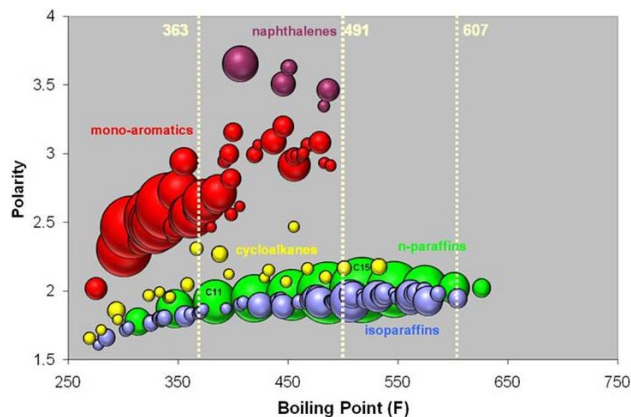 4
3.5
3
2.5
2
1.5
Polarity
363
491
607
naphthalenes
mono-aromatics
cycloalkanes
n-paraffins
C11
C15
isoparaffins
250
350
450
550
650
750
Boiling Point (F)